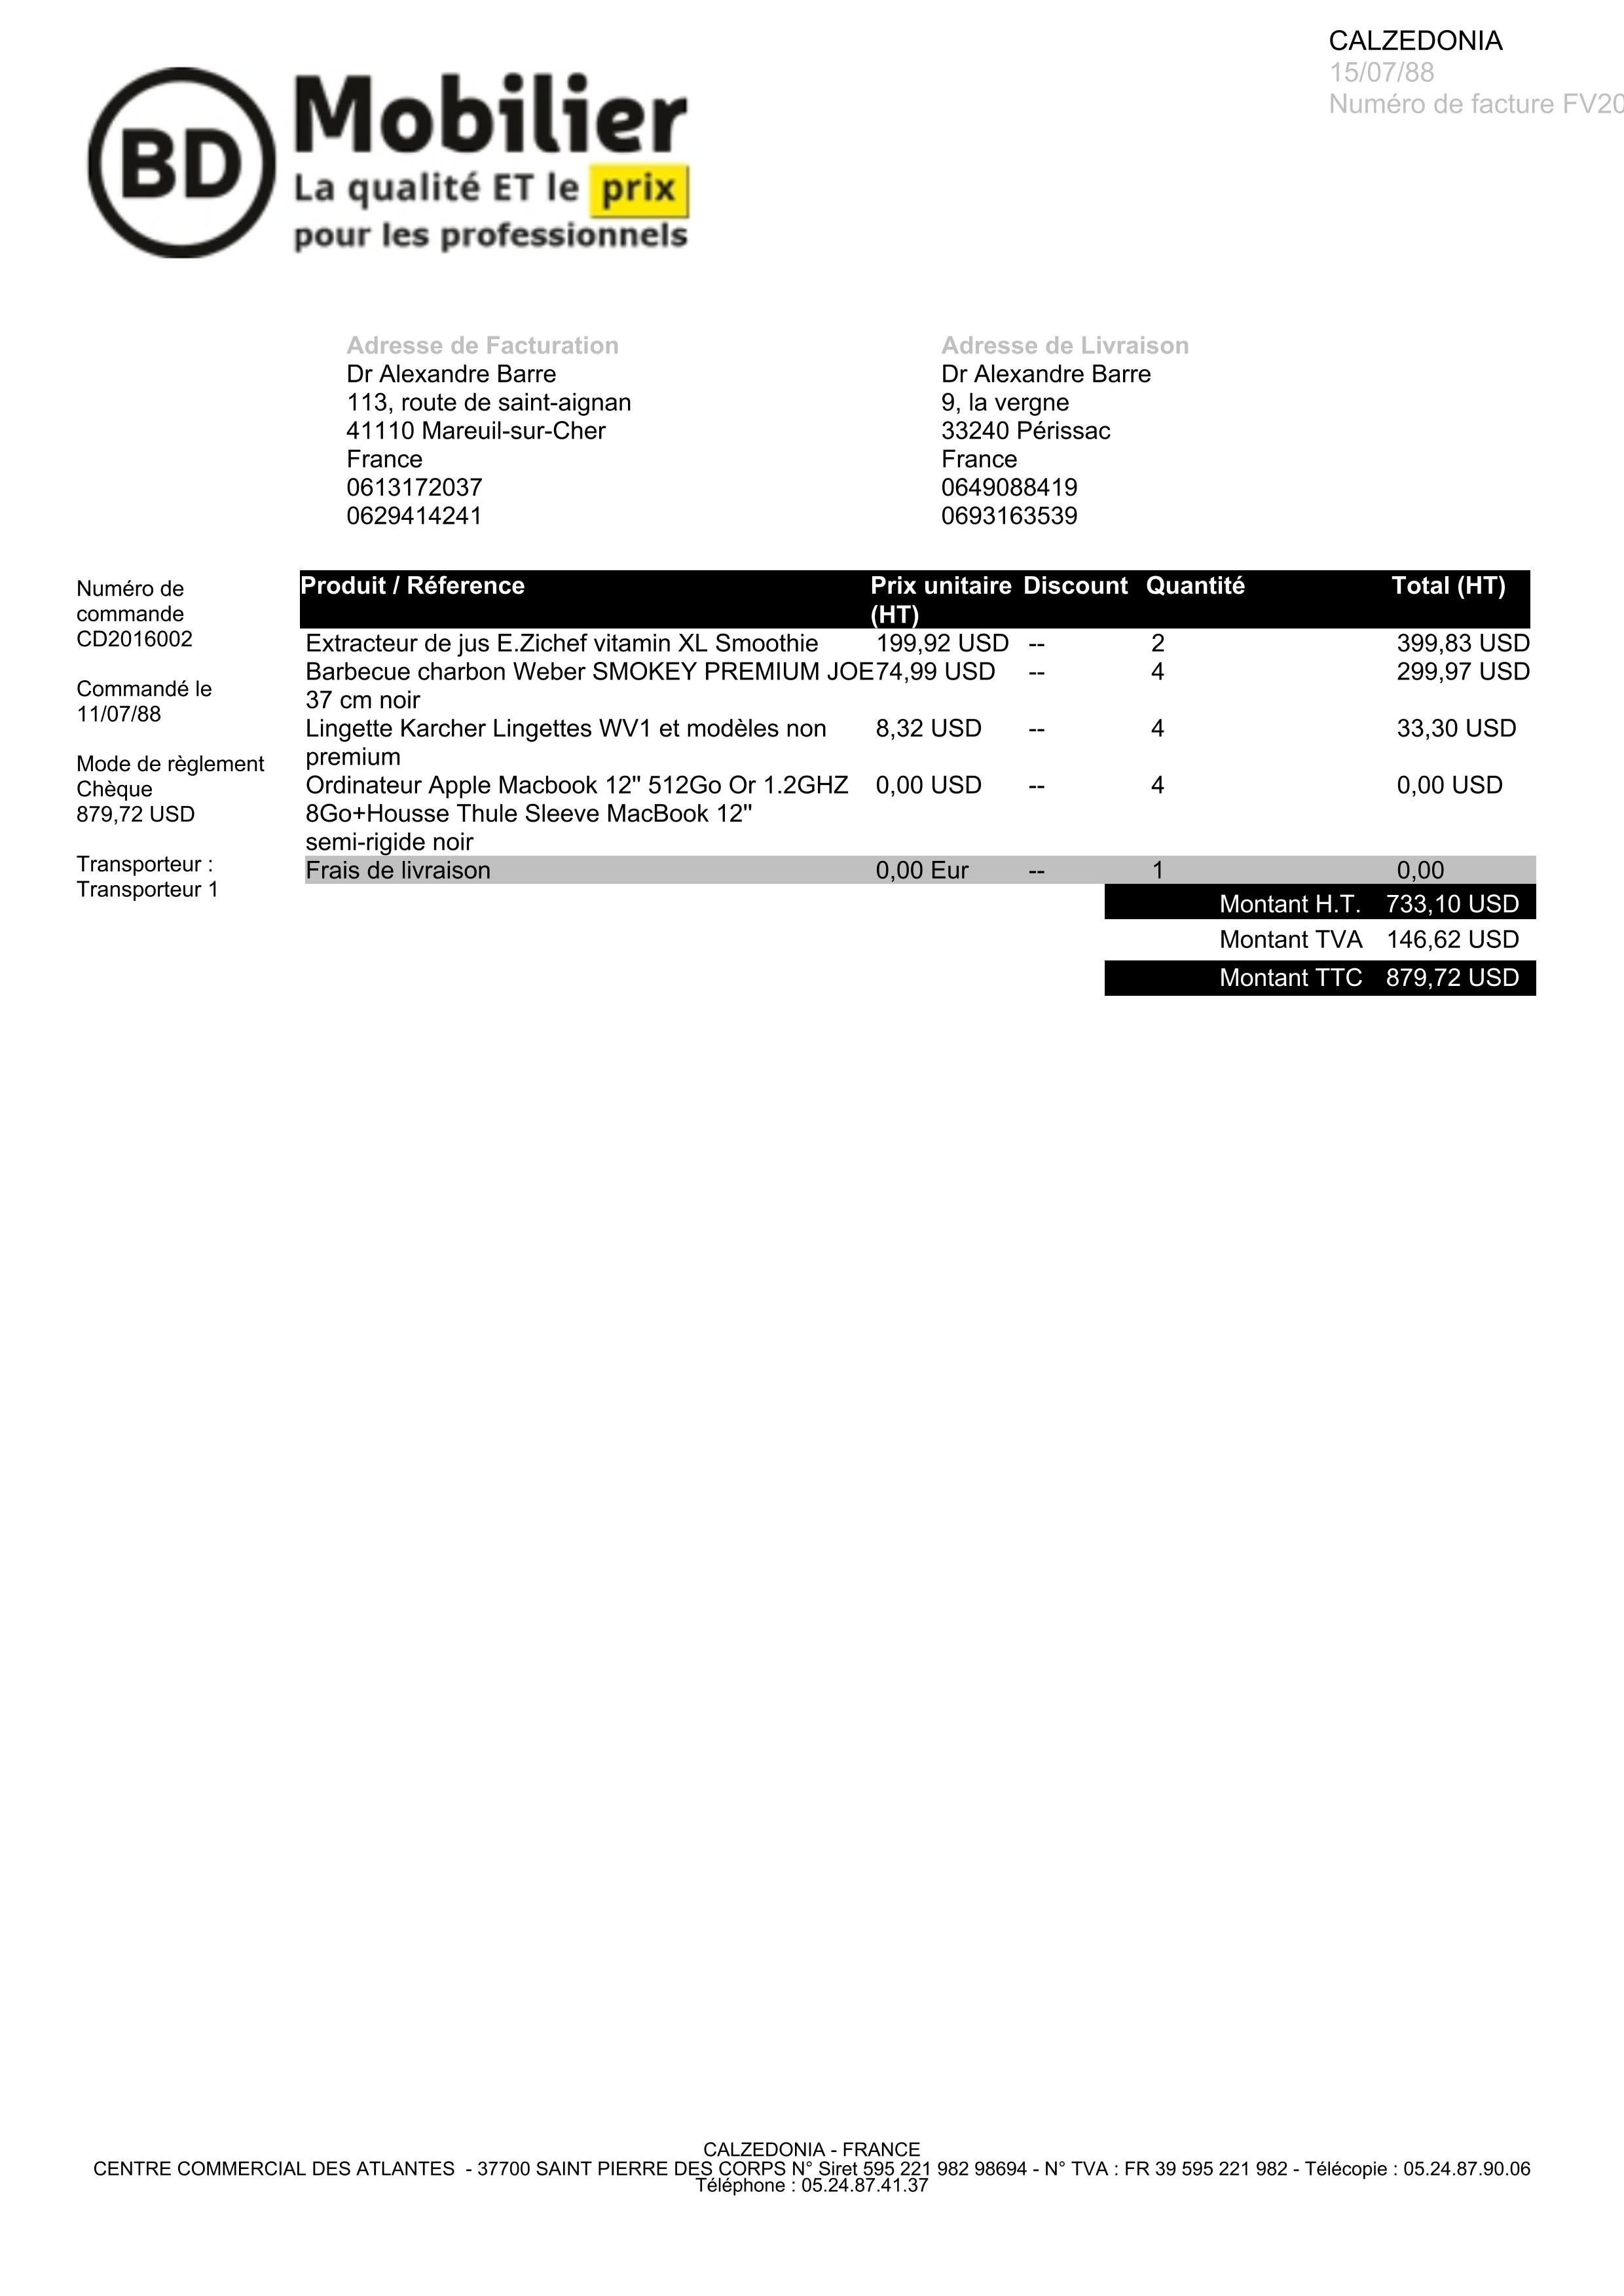 CALZEDONIA
15/07/88
Numéro de facture FV20
BD
Mobilier
La qualité ET le prix
pour les professionnels
Adresse de Facturation
Dr Alexandre Barre
113, route de saint-aignan
41110 Mareuil-sur-Cher
France
0613172037
0629414241
Adresse de Livraison
Dr Alexandre Barre
9, la vergne
33240 Périssac
France
0649088419
0693163539
Numéro de
commande
CD2016002
Commandé le
11/07/88
Mode de règlement
Chèque
879,72 USD
Transporteur :
Transporteur 1
Produit / Réference Prix unitaire Discount Quantité Total (HT)
(HT)
Extracteur de jus E.Zichef vitamin XL Smoothie 199,92 USD -- 2 399,83 USD
Barbecue charbon Weber SMOKEY PREMIUM JOE 74,99 USD -- 4 299,97 USD
37 cm noir
Lingette Karcher Lingettes WV1 et modèles non 8,32 USD -- 4 33,30 USD
premium
Ordinateur Apple Macbook 12'' 512Go Or 1.2GHZ 0,00 USD -- 4 0,00 USD
8Go+Housse Thule Sleeve MacBook 12''
semi-rigide noir
Frais de livraison 0,00 Eur -- 1 0,00
Montant H.T. 733,10 USD
Montant TVA 146,62 USD
Montant TTC 879,72 USD
CALZEDONIA - FRANCE
CENTRE COMMERCIAL DES ATLANTES - 37700 SAINT PIERRE DES CORPS N° Siret 595 221 982 98694 - N° TVA : FR 39 595 221 982 - Télécopie : 05.24.87.90.06
Téléphone : 05.24.87.41.37